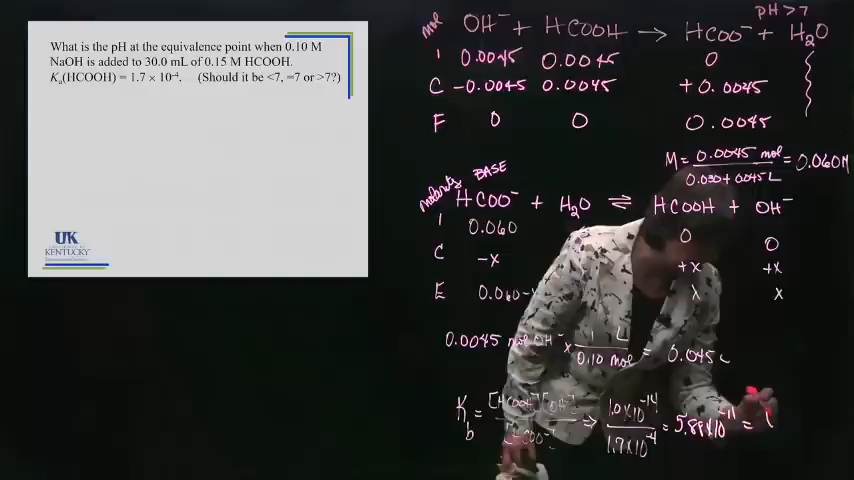 What is the pH at the equivalence point when 0.10 M
NaOH is added to 30.0 mL of 0.15 M HCOOH.
Ka(HCOOH) = 1.7 × 10⁻⁴. (Should it be <7, =7 or >7?)
UK
KENTUCKY
pH > 7
mol OH⁻ + HCOOH → HCOO⁻ + H₂O
I 0.0045 0.0045 0
C -0.0045 0.0045 +0.0045
F 0 0 0.0045
M = 0.0045 mol / 0.030 + 0.045 L = 0.060 M
BASE
molarity HCOO⁻ + H₂O ⇌ HCOOH + OH⁻
I 0.060 0 0
C -x +x +x
E 0.060- x x
0.0045 mol OH⁻ x 1 L / 0.10 mol = 0.045 L
Kb = [HCOOH][OH⁻] / ⇒ 1.0 x 10⁻¹⁴ / 1.7 x 10⁻⁴ = 5.88 x 10⁻¹¹ =